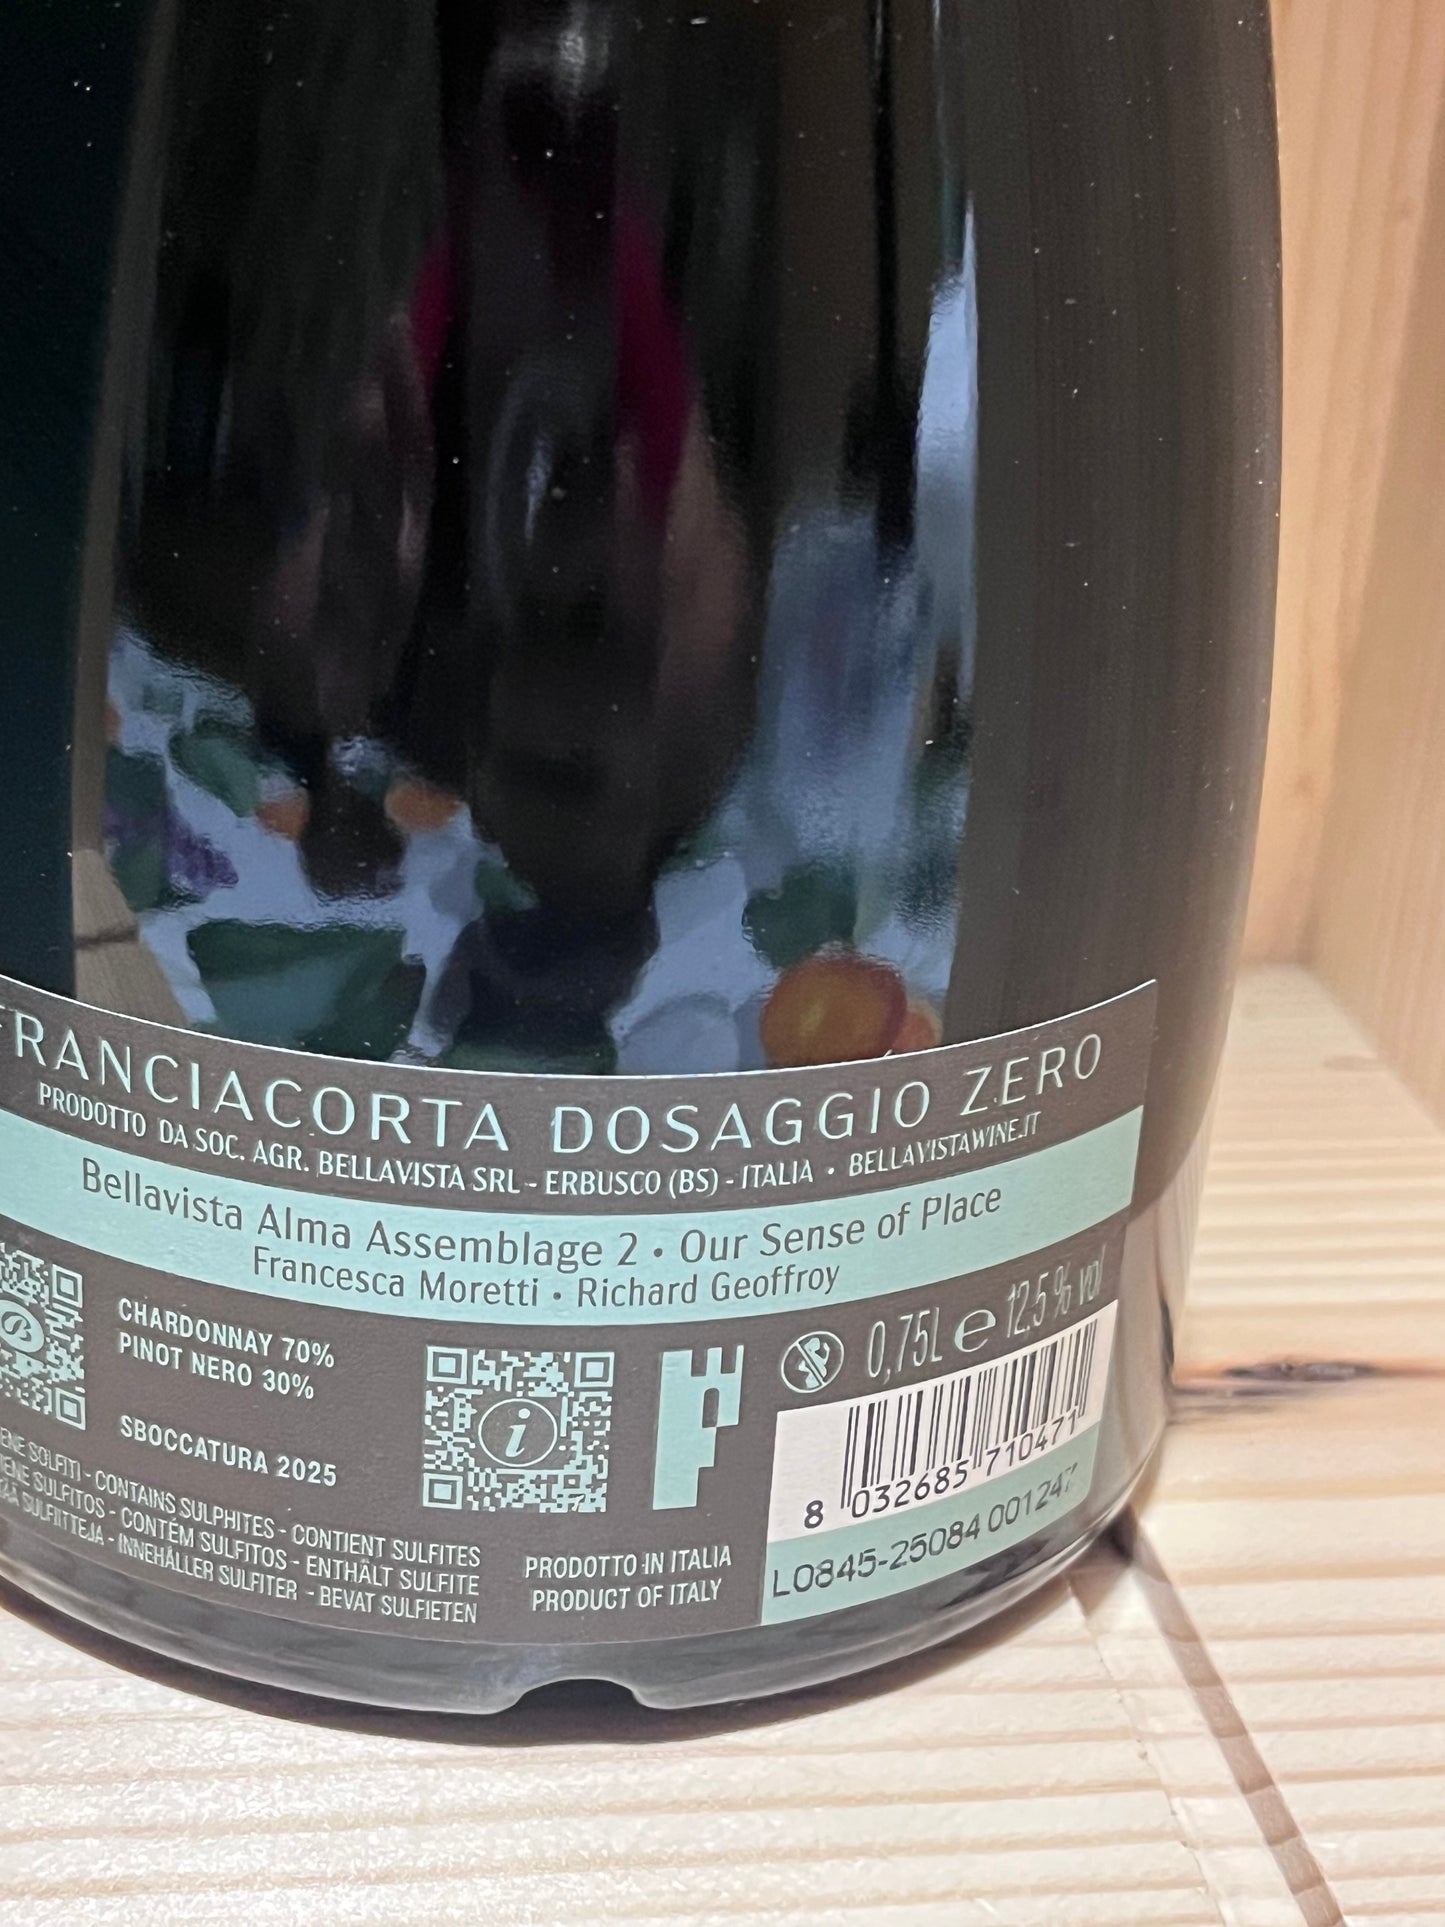 FRANCIACORTA DOSAGGIO ZERO
PRODOTTO DA SOC. AGR. BELLAVISTA SRL - ERBUSCO (BS) - ITALIA • BELLAVISTAWINE.IT
Bellavista Alma Assemblage 2 • Our Sense of Place
Francesca Moretti • Richard Geoffroy
B
CHARDONNAY 70%
PINOT NERO 30%
SBOCCATURA 2025
i
0,75L e 12,5 % vol
8 032685 710471
L0845-25084
SOLFITI - CONTAINS SULPHITES - CONTIENT SULFITES
SULFITOS - CONTÉM SULFITOS - ENTHÄLT SULFITE
SULFIITTEJA - INNEHÅLLER SULFITER - BEVAT SULFIETEN
PRODOTTO IN ITALIA
PRODUCT OF ITALY